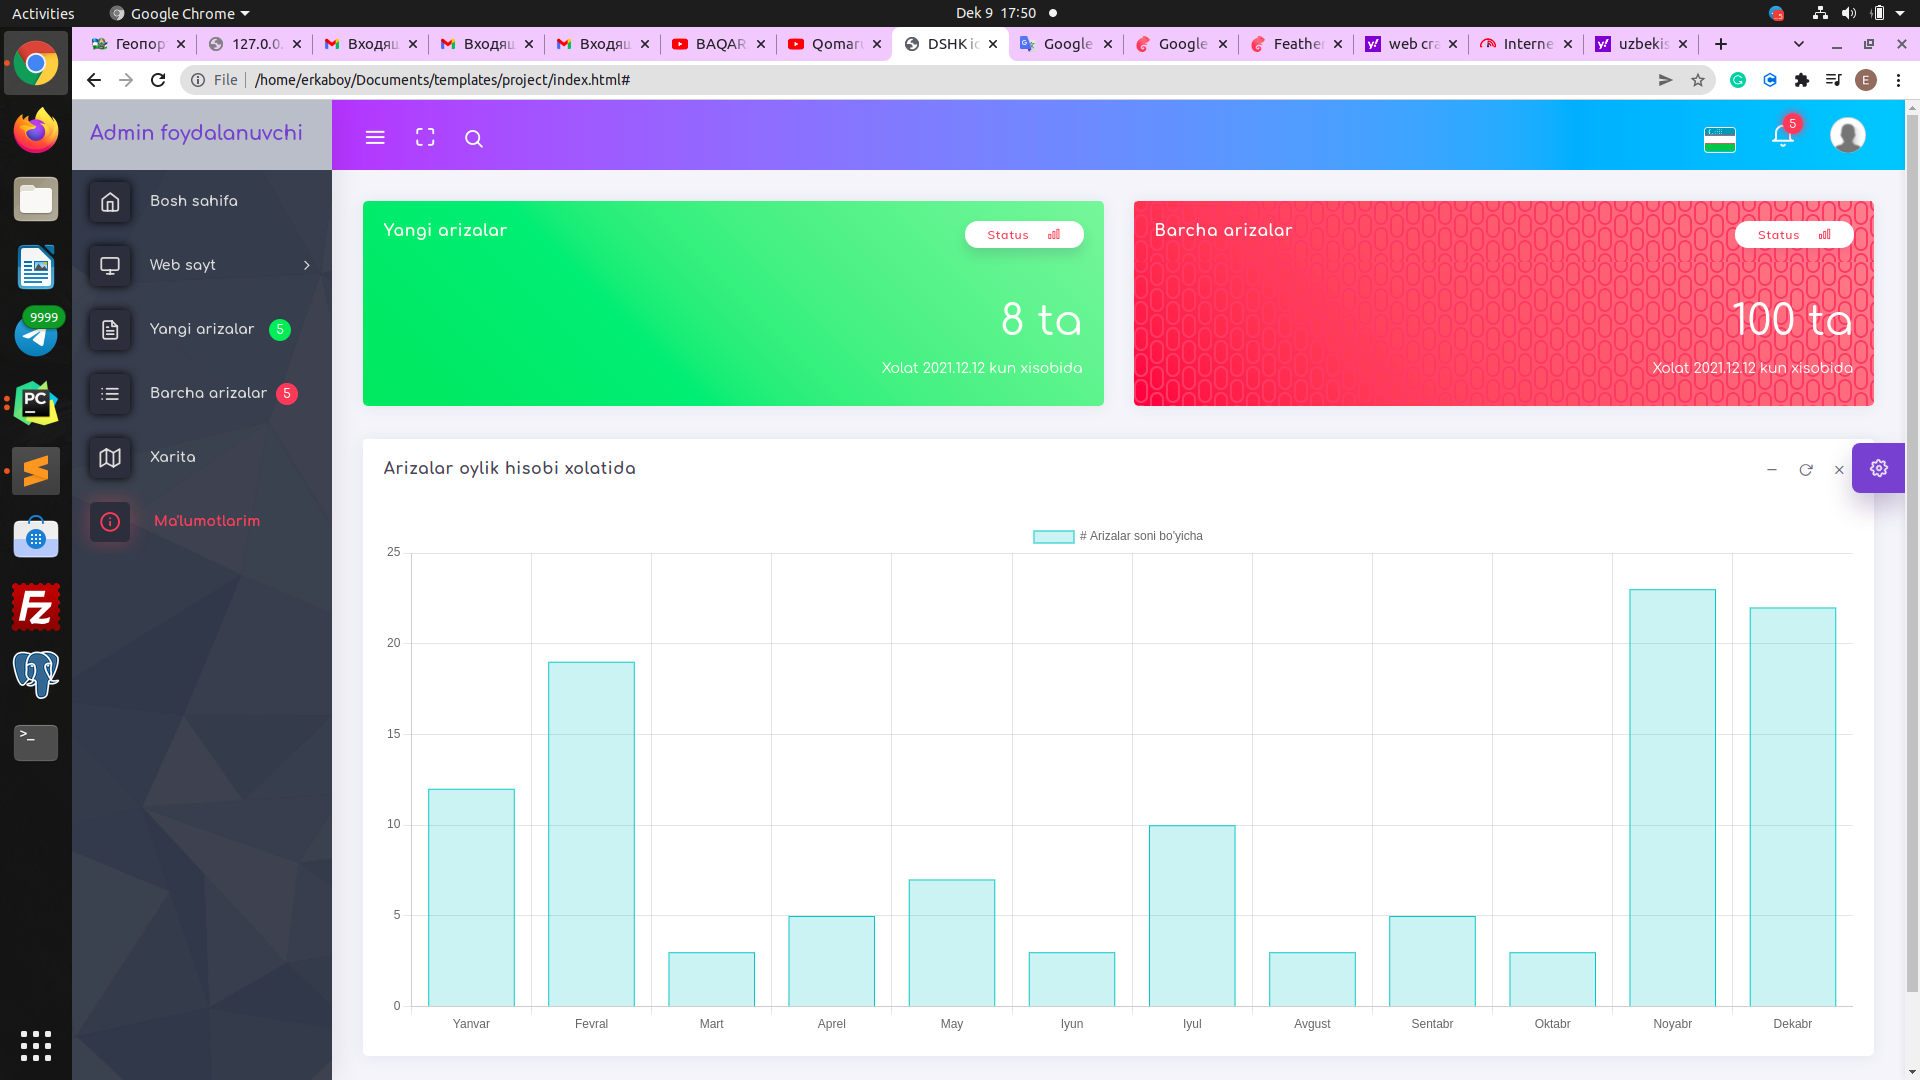 Activities
Google Chrome
Dek 9 17:50
Геопор
127.0.0.
Входящ
Входящ
Входящ
BAQAR
Qomar
DSHK
Google
Google
Feather
web cra
Interne
uzbekis
File
/home/erkaboy/Documents/templates/project/index.html#
E
9999
PC
Fz
>_
Admin foydalanuvchi
5
Bosh sahifa
Web sayt
Yangi arizalar 5
Barcha arizalar 5
Xarita
Ma'lumotlarim
Yangi arizalar
Status
8 ta
Xolat 2021.12.12 kun xisobida
Barcha arizalar
Status
100 ta
Xolat 2021.12.12 kun xisobida
Arizalar oylik hisobi xolatida
# Arizalar soni bo'yicha
25
20
15
10
5
0
Yanvar Fevral Mart Aprel May Iyun Iyul Avgust Sentabr Oktabr Noyabr Dekabr